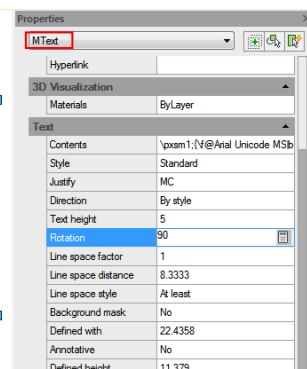 Properties
MText
Hyperlink
3D Visualization
Materials ByLayer
Text
Contents \pxsm1;{\f@Arial Unicode MS|b
Style Standard
Justify MC
Direction By style
Text height 5
Rotation 90
Line space factor 1
Line space distance 8.3333
Line space style At least
Background mask No
Defined with 22.4358
Annotative No
Defined height 11.379